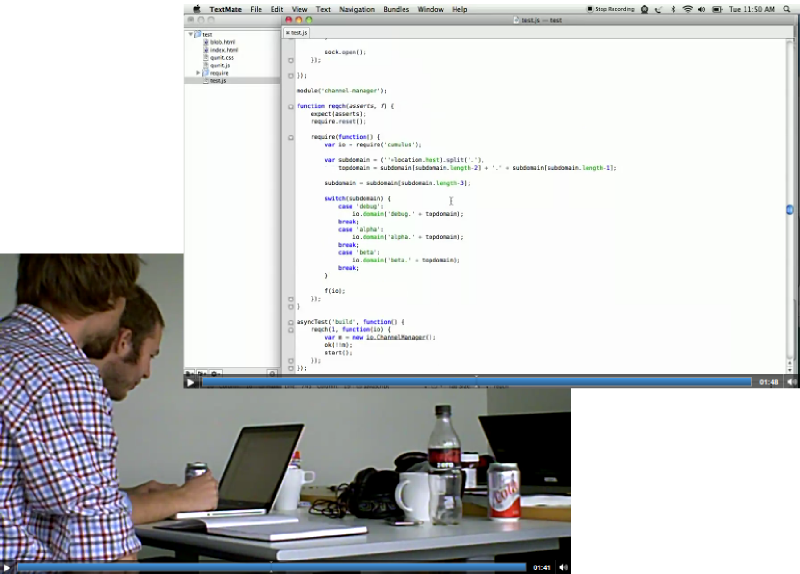 TextMate File Edit View Text Navigation Bundles Window Help Stop Recording Tue 11:50 AM
test.js — test
test
blob.html
index.html
qunit.css
qunit.js
require
test.js
test.js
sock.open();
});
});
module('channel manager');
function reqch(asserts, f) {
expect(asserts);
require.reset();
require(function() {
var io = require('cumulus');
var subdomain = (''+location.host).split('.'),
topdomain = subdomain[subdomain.length-2] + '.' + subdomain[subdomain.length-1];
subdomain = subdomain[subdomain.length-3];
switch(subdomain) {
case 'debug':
io.domain('debug.' + topdomain);
break;
case 'alpha':
io.domain('alpha.' + topdomain);
break;
case 'beta':
io.domain('beta.' + topdomain);
break;
}
f(io);
});
}
asyncTest('build', function() {
reqch(1, function(io) {
var m = new io.ChannelManager();
ok(!!m);
start();
});
});
01:48
01:41